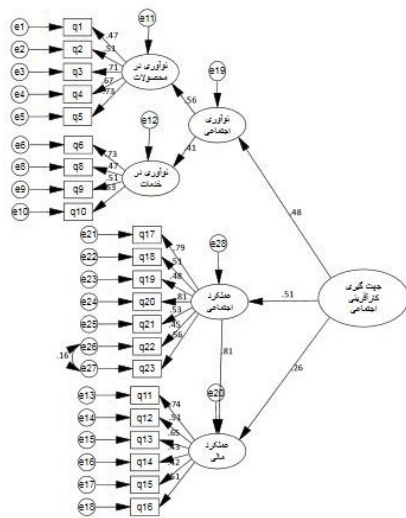 e11
e1 q1 .47
e2 q2 .51
e3 q3 .71
e4 q4 .67
e5 q5 .73
نوآوری در
محصولات
e19
.56
نوآوری
اجتماعی
e12
.41
e6 q6 .73
e8 q8 .47
e9 q9 .51
e10 q10 .53
نوآوری در
خدمات
.48
e21 q17 .79
e28
e22 q18 .51
e23 q19 .48
e24 q20 .81
e25 q21 .53
e26 q22 .45
e27 q23 .56
.16
عملکرد
اجتماعی
.51
جهت گیری
کارآفرینی
اجتماعی
.81
.26
e20
e13 q11 .74
e14 q12 .51
e15 q13 .65
e16 q14 .43
e17 q15 .42
e18 q16 .51
عملکرد
مالی